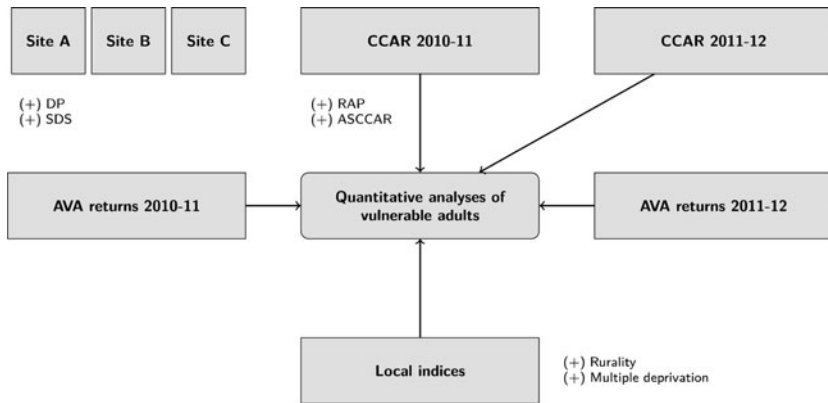 Site A
Site B
Site C
CCAR 2010-11
CCAR 2011-12
(+) DP
(+) SDS
(+) RAP
(+) ASCCAR
AVA returns 2010-11
Quantitative analyses of
vulnerable adults
AVA returns 2011-12
Local indices
(+) Rurality
(+) Multiple deprivation